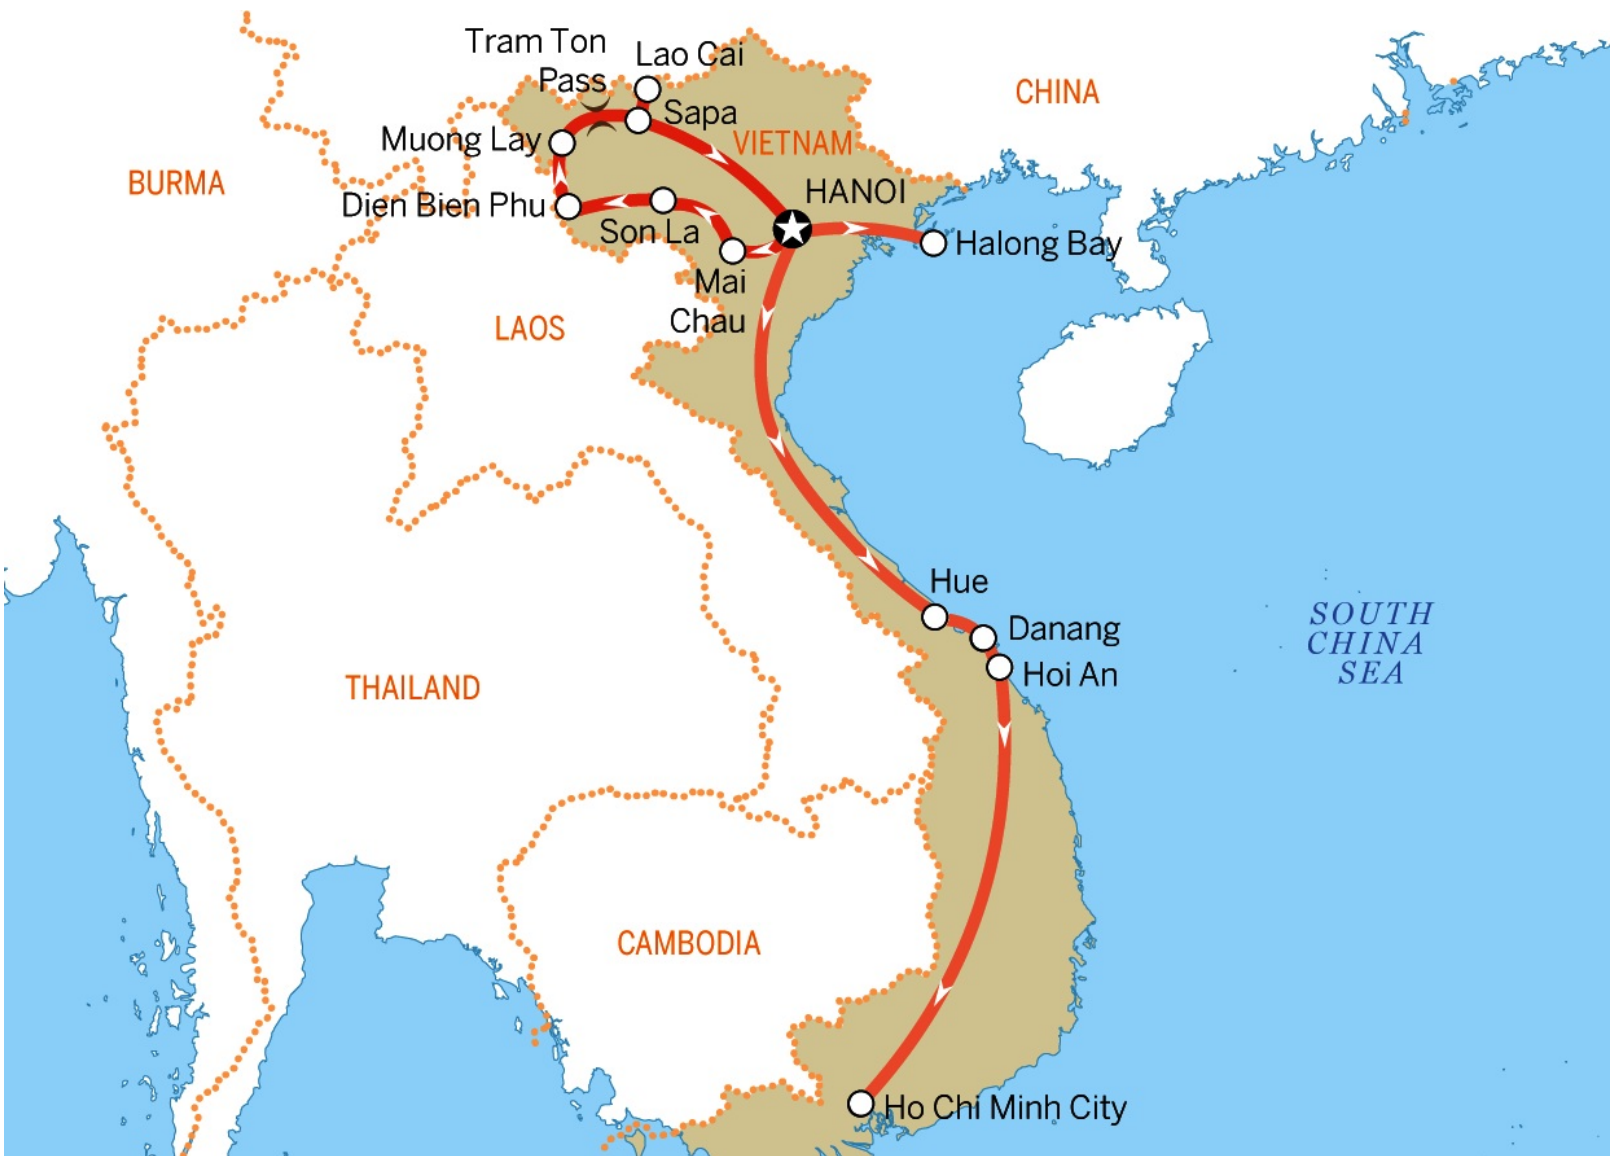 Tram Ton
Pass
Lao Cai
CHINA
Sapa
VIETNAM
Muong Lay
BURMA
HANOI
Dien Bien Phu
Son La
Halong Bay
Mai
Chau
LAOS
Hue
Danang
SOUTH
CHINA
SEA
Hoi An
THAILAND
CAMBODIA
Ho Chi Minh City